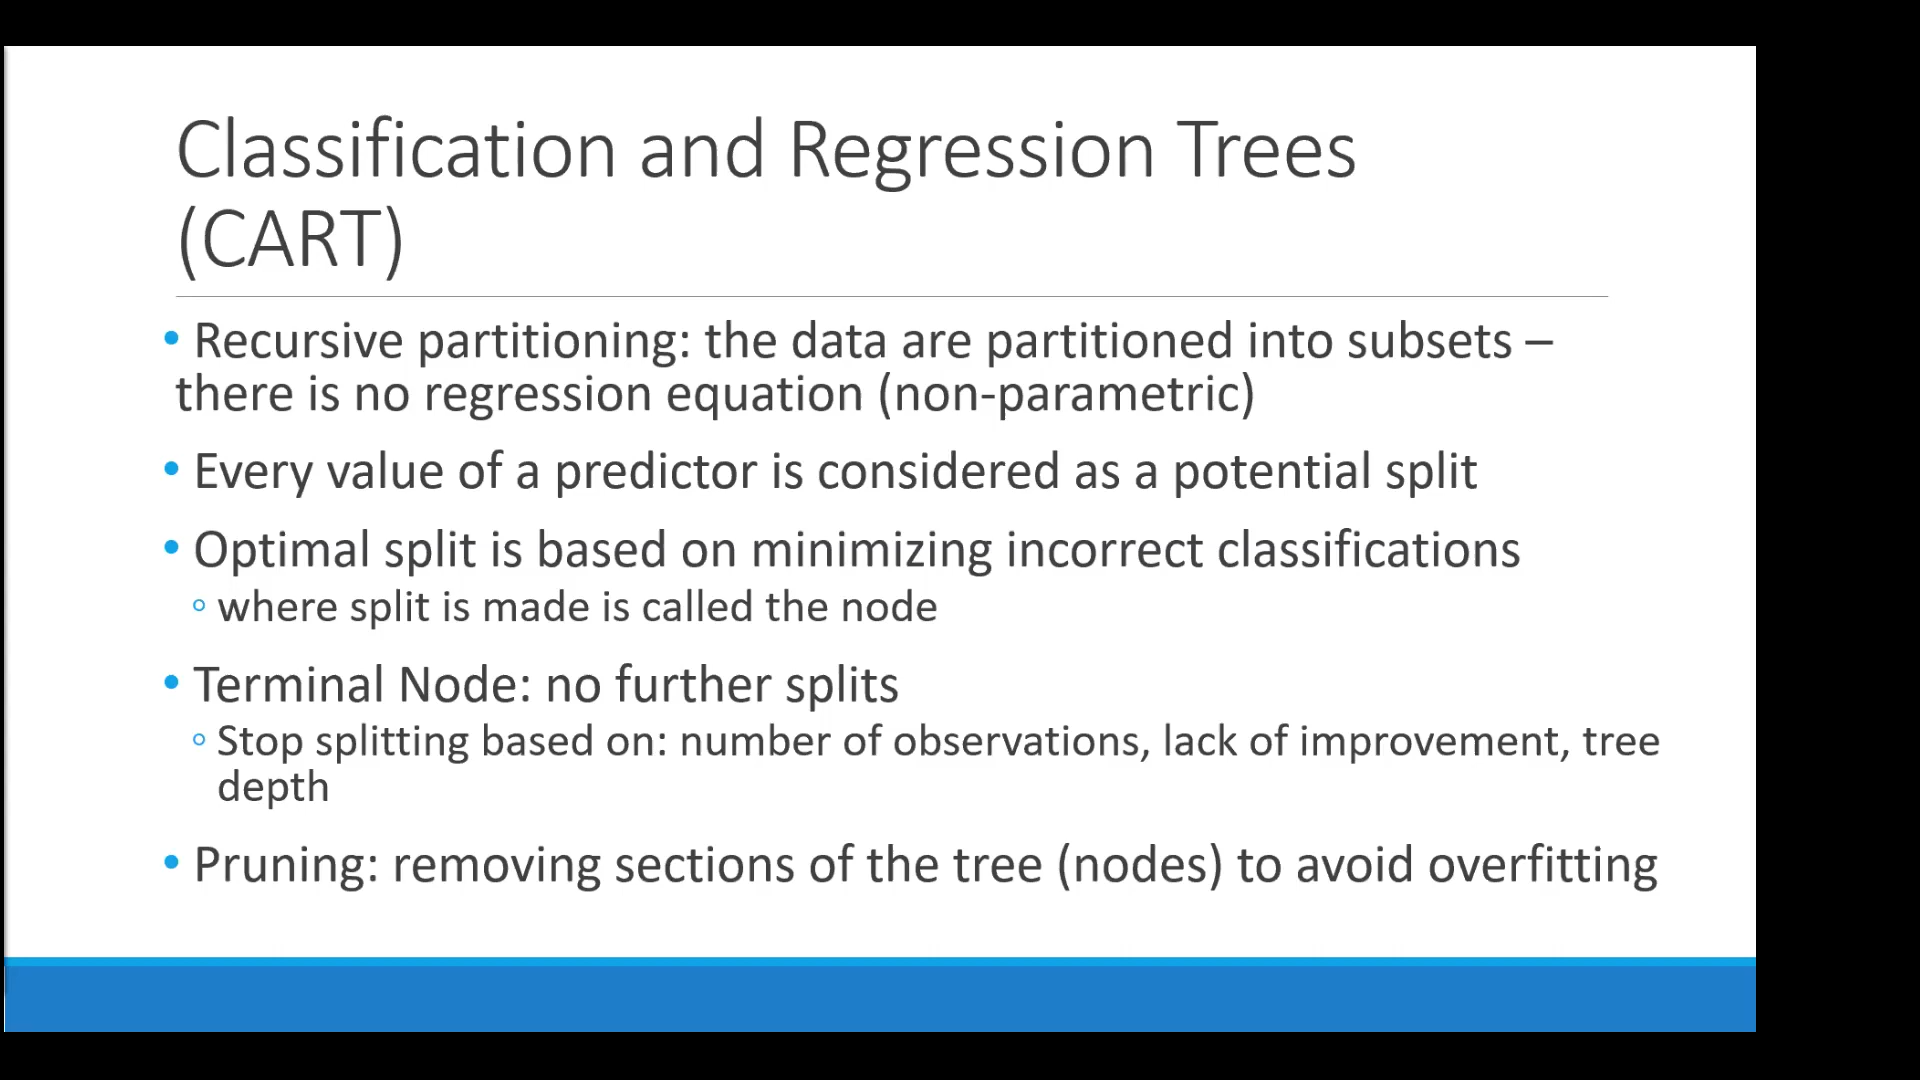 Classification and Regression Trees
(CART)
• Recursive partitioning: the data are partitioned into subsets –
there is no regression equation (non-parametric)
• Every value of a predictor is considered as a potential split
• Optimal split is based on minimizing incorrect classifications
◦ where split is made is called the node
• Terminal Node: no further splits
◦ Stop splitting based on: number of observations, lack of improvement, tree
depth
• Pruning: removing sections of the tree (nodes) to avoid overfitting